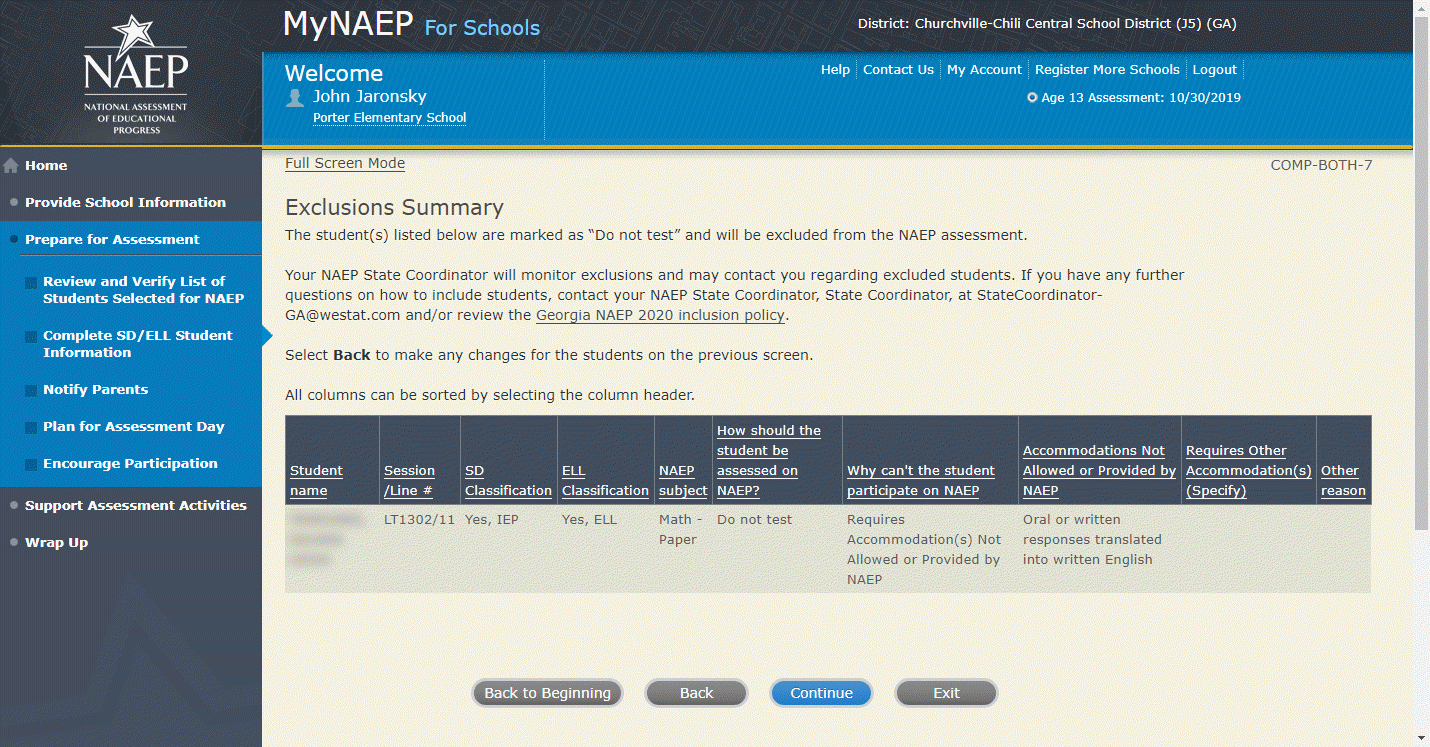 MyNAEP For Schools
District: Churchville-Chili Central School District (J5) (GA)
NAEP
NATIONAL ASSESSMENT
OF EDUCATIONAL
PROGRESS
Welcome
John Jaronsky
Porter Elementary School
Help Contact Us My Account Register More Schools Logout
Age 13 Assessment: 10/30/2019
Home
Provide School Information
Prepare for Assessment
Review and Verify List of
Students Selected for NAEP
Complete SD/ELL Student
Information
Notify Parents
Plan for Assessment Day
Encourage Participation
Support Assessment Activities
Wrap Up
Full Screen Mode
COMP-BOTH-7
Exclusions Summary
The student(s) listed below are marked as “Do not test” and will be excluded from the NAEP assessment.
Your NAEP State Coordinator will monitor exclusions and may contact you regarding excluded students. If you have any further
questions on how to include students, contact your NAEP State Coordinator, State Coordinator, at StateCoordinator-
GA@westat.com and/or review the Georgia NAEP 2020 inclusion policy.
Select Back to make any changes for the students on the previous screen.
All columns can be sorted by selecting the column header.
Student
name
Session
/Line #
SD
Classification
ELL
Classification
NAEP
subject
How should the
student be
assessed on
NAEP?
Why can't the student
participate on NAEP
Accommodations Not
Allowed or Provided by
NAEP
Requires Other
Accommodation(s)
(Specify)
Other
reason
LT1302/11
Yes, IEP
Yes, ELL
Math -
Paper
Do not test
Requires
Accommodation(s) Not
Allowed or Provided by
NAEP
Oral or written
responses translated
into written English
Back to Beginning
Back
Continue
Exit